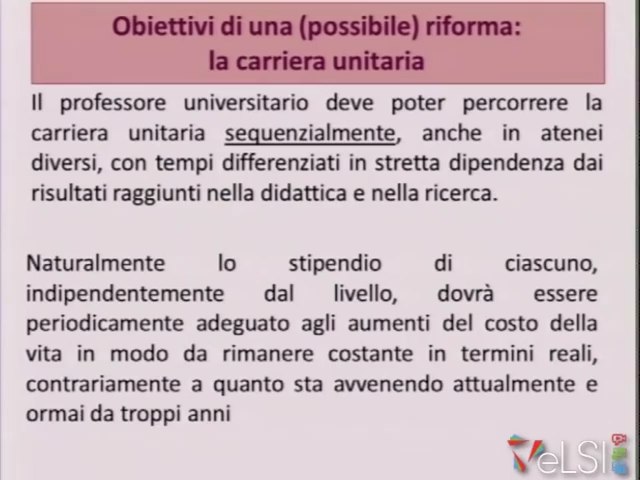 Obiettivi di una (possibile) riforma:
la carriera unitaria
Il professore universitario deve poter percorrere la
carriera unitaria sequenzialmente, anche in atenei
diversi, con tempi differenziati in stretta dipendenza dai
risultati raggiunti nella didattica e nella ricerca.
Naturalmente lo stipendio di ciascuno,
indipendentemente dal livello, dovrà essere
periodicamente adeguato agli aumenti del costo della
vita in modo da rimanere costante in termini reali,
contrariamente a quanto sta avvenendo attualmente e
ormai da troppi anni
eLSI